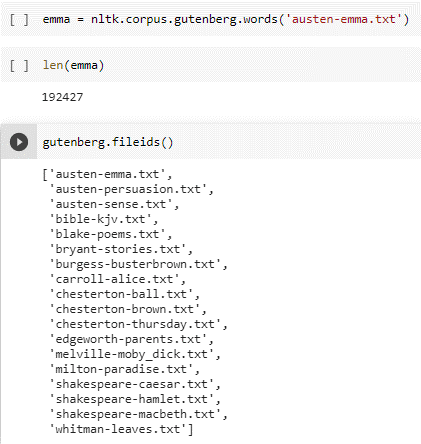 [ ] emma = nltk.corpus.gutenberg.words('austen-emma.txt')
[ ] len(emma)
192427
gutenberg.fileids()
['austen-emma.txt',
'austen-persuasion.txt',
'austen-sense.txt',
'bible-kjv.txt',
'blake-poems.txt',
'bryant-stories.txt',
'burgess-busterbrown.txt',
'carroll-alice.txt',
'chesterton-ball.txt',
'chesterton-brown.txt',
'chesterton-thursday.txt',
'edgeworth-parents.txt',
'melville-moby_dick.txt',
'milton-paradise.txt',
'shakespeare-caesar.txt',
'shakespeare-hamlet.txt',
'shakespeare-macbeth.txt',
'whitman-leaves.txt']